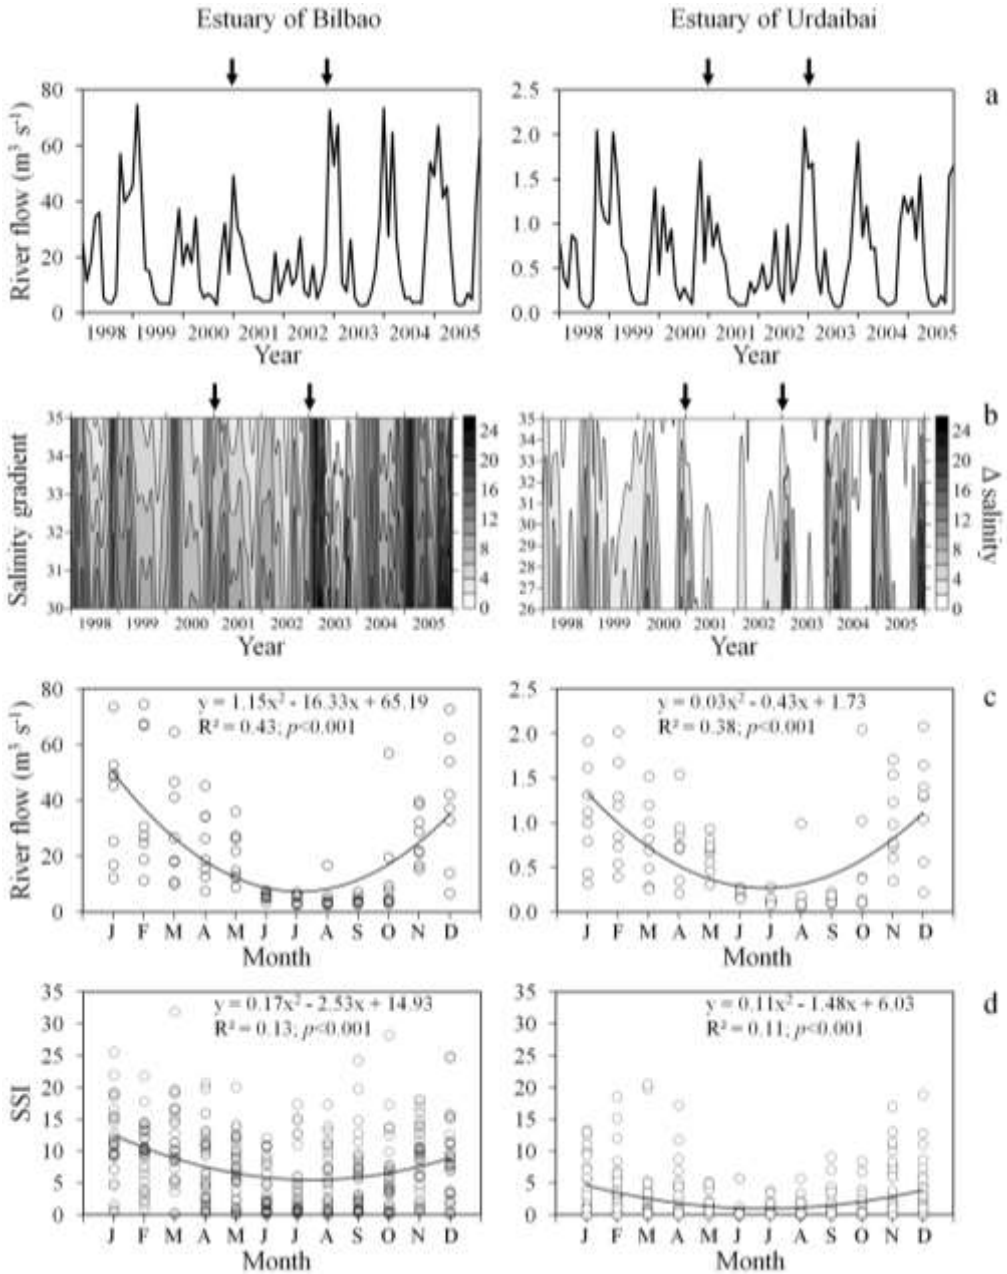 Estuary of Bilbao
Estuary of Urdaibai
a
River flow (m³ s⁻¹)
80
60
40
20
0
1998 1999 2000 2001 2002 2003 2004 2005
Year
2.5
2.0
1.5
1.0
0.5
0.0
1998 1999 2000 2001 2002 2003 2004 2005
Year
b
Salinity gradient
35
34
33
32
31
30
1998 1999 2000 2001 2002 2003 2004 2005
Year
24
20
16
12
8
4
0
35
34
33
32
31
30
29
28
27
26
1998 1999 2000 2001 2002 2003 2004 2005
Year
24
20
16
12
8
4
0
Δ salinity
c
River flow (m³ s⁻¹)
80
60
40
20
0
y = 1.15x² - 16.33x + 65.19
R² = 0.43; p<0.001
J F M A M J J A S O N D
Month
2.5
2.0
1.5
1.0
0.5
0.0
y = 0.03x² - 0.43x + 1.73
R² = 0.38; p<0.001
J F M A M J J A S O N D
Month
d
SSI
35
30
25
20
15
10
5
0
y = 0.17x² - 2.53x + 14.93
R² = 0.13; p<0.001
J F M A M J J A S O N D
Month
35
30
25
20
15
10
5
0
y = 0.11x² - 1.48x + 6.03
R² = 0.11; p<0.001
J F M A M J J A S O N D
Month